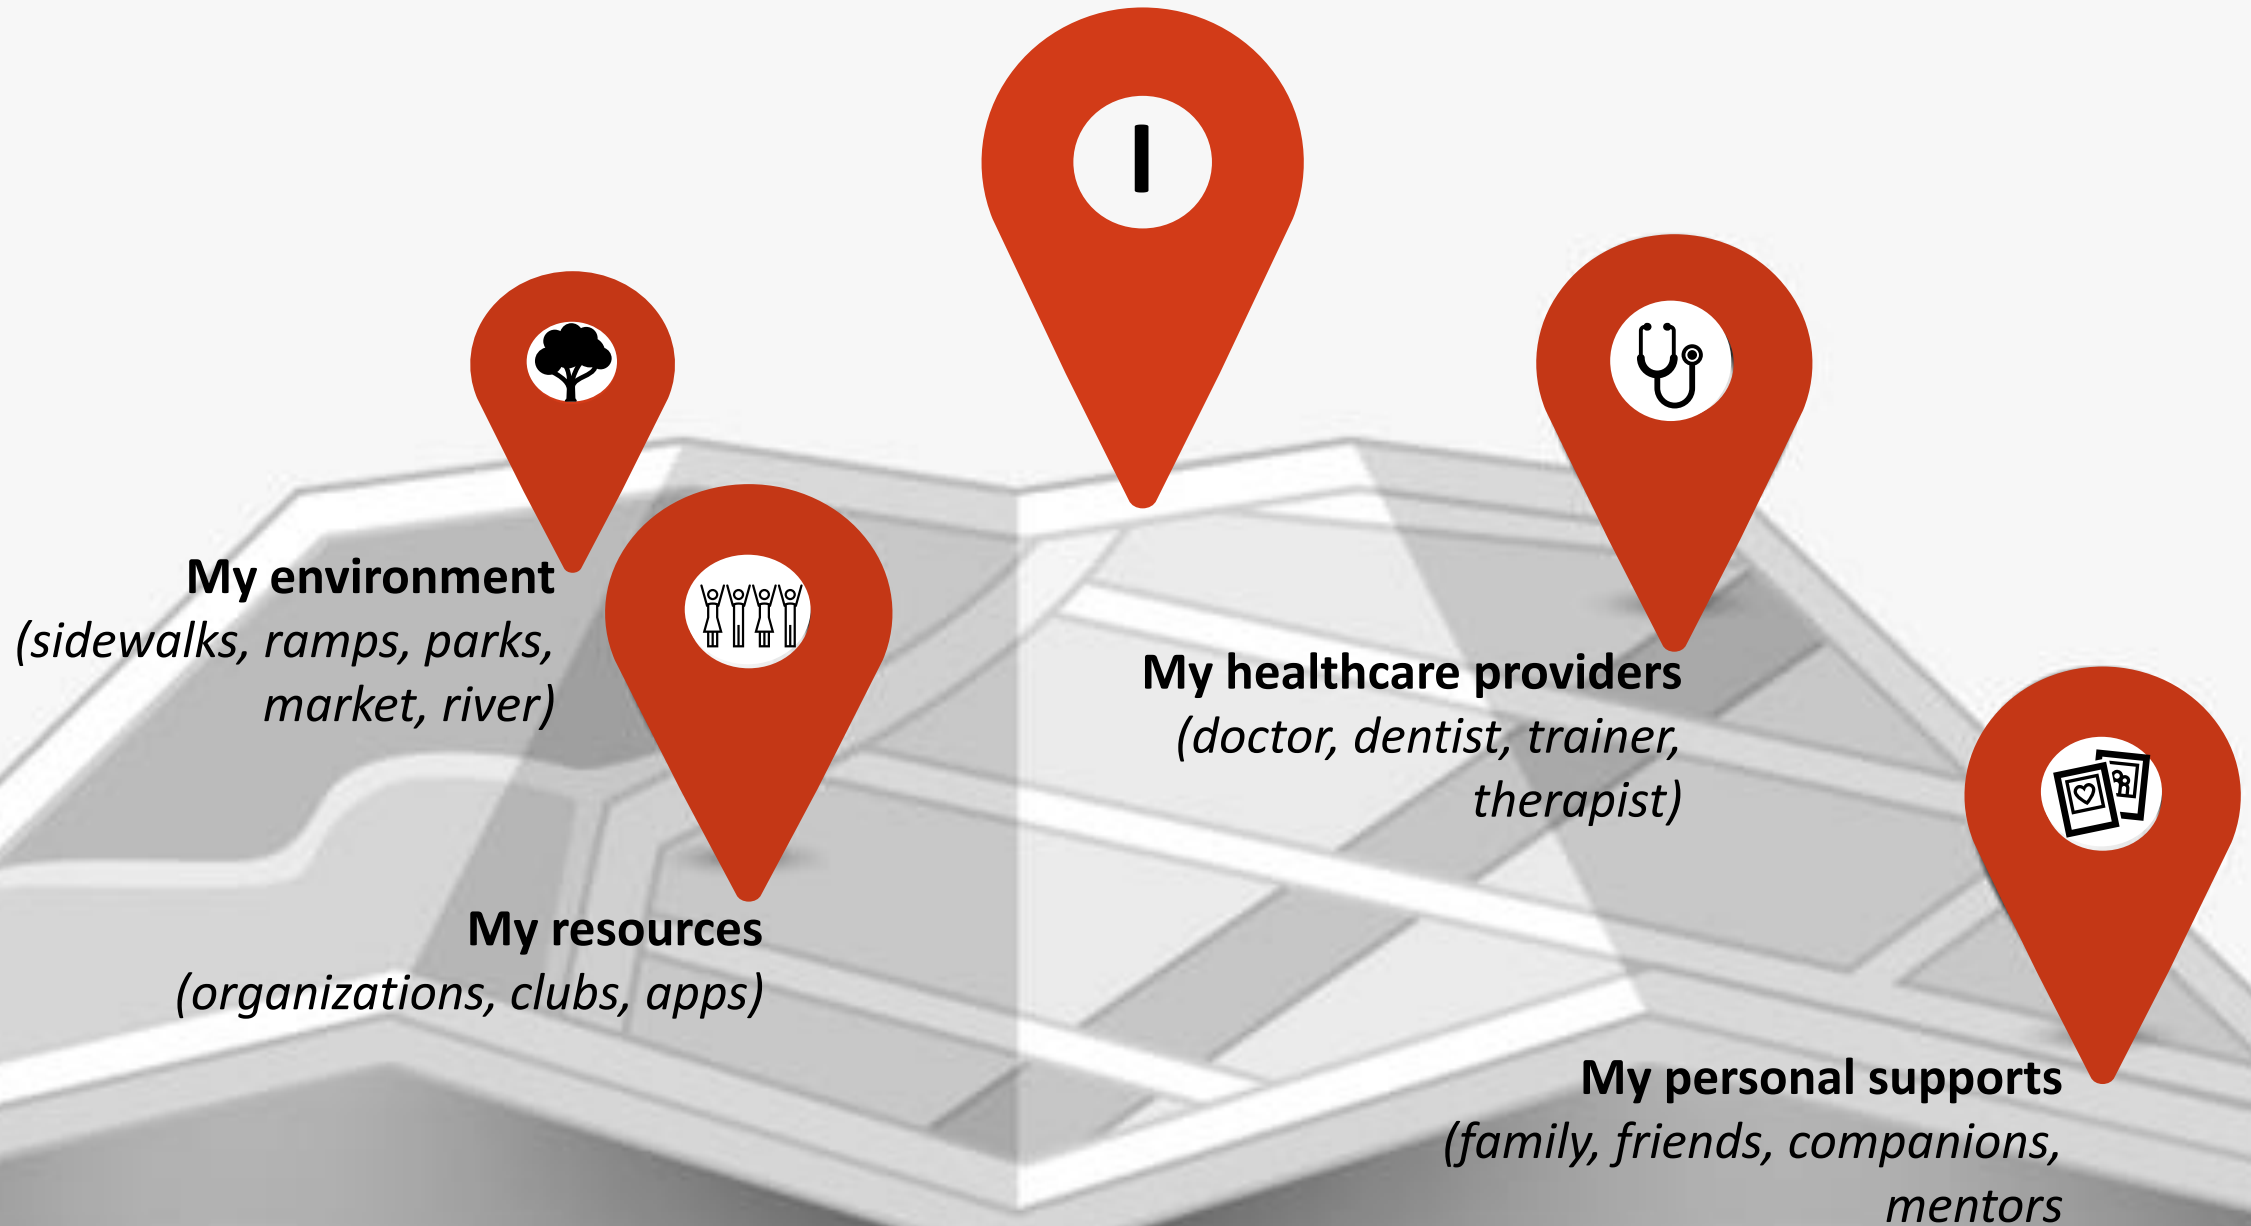 I
My environment
(sidewalks, ramps, parks,
market, river)
My healthcare providers
(doctor, dentist, trainer,
therapist)
My resources
(organizations, clubs, apps)
My personal supports
(family, friends, companions,
mentors